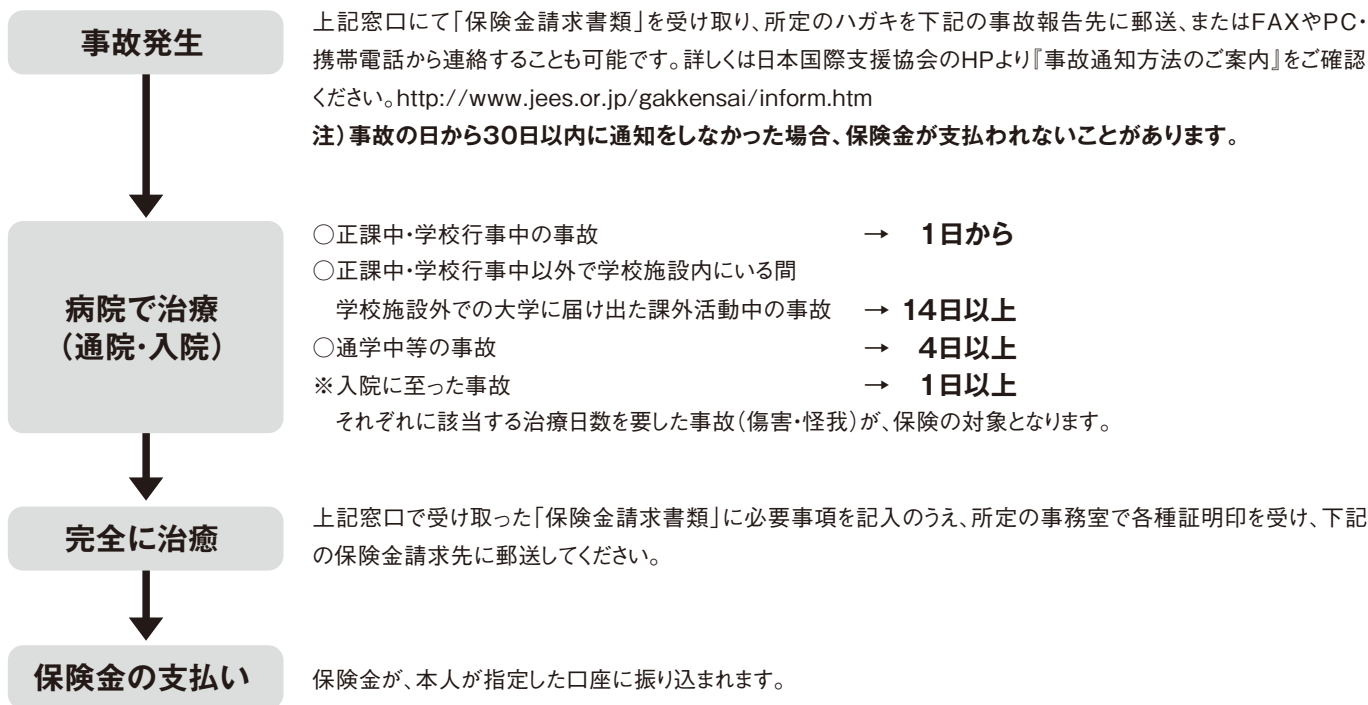 事故発生
上記窓口にて「保険金請求書類」を受け取り、所定のハガキを下記の事故報告先に郵送、またはFAXやPC・
携帯電話から連絡することも可能です。詳しくは日本国際支援協会のHPより『事故通知方法のご案内』をご確認
ください。http://www.jees.or.jp/gakkensai/inform.htm
注)事故の日から30日以内に通知をしなかった場合、保険金が支払われないことがあります。
病院で治療
(通院・入院)
○正課中・学校行事中の事故 → 1日から
○正課中・学校行事中以外で学校施設内にいる間
学校施設外での大学に届け出た課外活動中の事故 → 14日以上
○通学中等の事故 → 4日以上
※入院に至った事故 → 1日以上
それぞれに該当する治療日数を要した事故(傷害・怪我)が、保険の対象となります。
完全に治癒
上記窓口で受け取った「保険金請求書類」に必要事項を記入のうえ、所定の事務室で各種証明印を受け、下記
の保険金請求先に郵送してください。
保険金の支払い
保険金が、本人が指定した口座に振り込まれます。